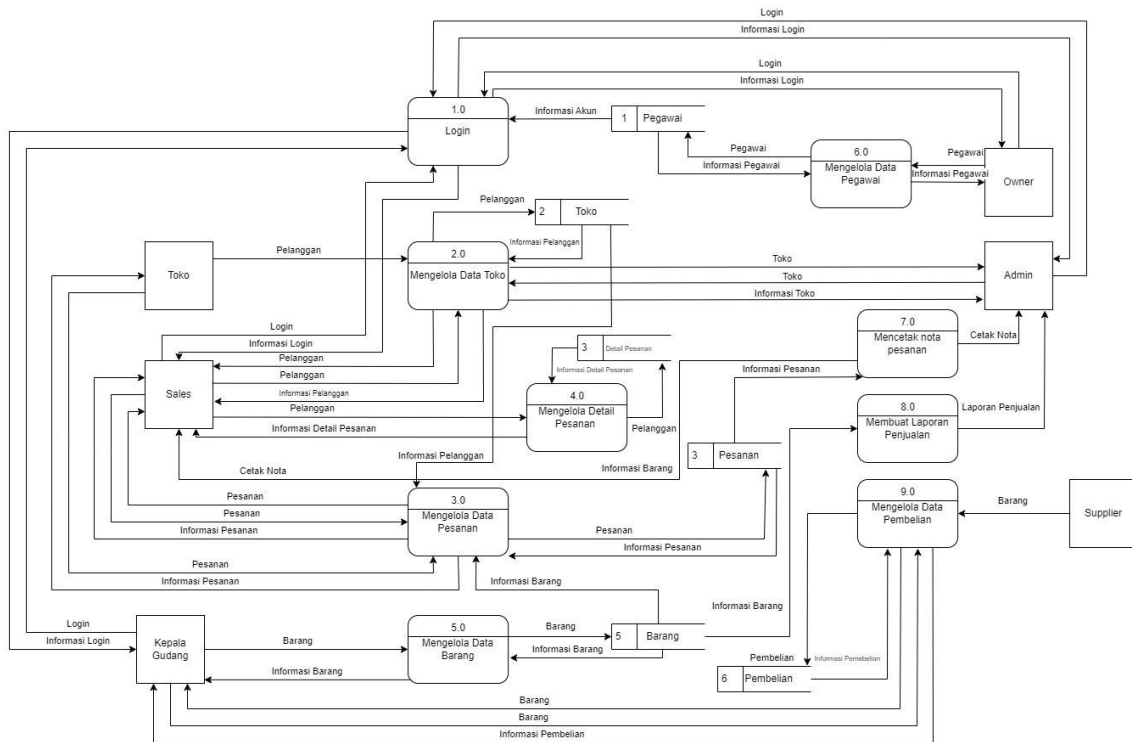 Login
Informasi Login
Login
Informasi Login
1.0
Login
Informasi Akun
1
Pegawai
Pegawai
Informasi Pegawai
6.0
Mengelola Data
Pegawai
Pegawai
Informasi Pegawai
Owner
Pelanggan
2
Toko
Informasi Pelanggan
Toko
Pelanggan
2.0
Mengelola Data Toko
Toko
Toko
Informasi Toko
Admin
Login
Informasi Login
Pelanggan
Pelanggan
Informasi Pelanggan
Pelanggan
Informasi Detail Pesanan
Sales
3
Detail Pesanan
Informasi Detail Pesanan
4.0
Mengelola Detail
Pesanan
Pelanggan
7.0
Mencetak nota
pesanan
Cetak Nota
Informasi Pesanan
8.0
Membuat Laporan
Penjualan
Laporan Penjualan
3
Pesanan
Informasi Pelanggan
Cetak Nota
Informasi Barang
3.0
Mengelola Data
Pesanan
Pesanan
Pesanan
Informasi Pesanan
Pesanan
Informasi Pesanan
9.0
Mengelola Data
Pembelian
Barang
Supplier
Pesanan
Informasi Pesanan
Informasi Barang
Informasi Barang
Login
Informasi Login
Kepala
Gudang
Barang
Informasi Barang
5.0
Mengelola Data
Barang
Barang
Informasi Barang
5
Barang
Pembelian
Informasi Pemebelian
6
Pembelian
Barang
Barang
Informasi Pembelian